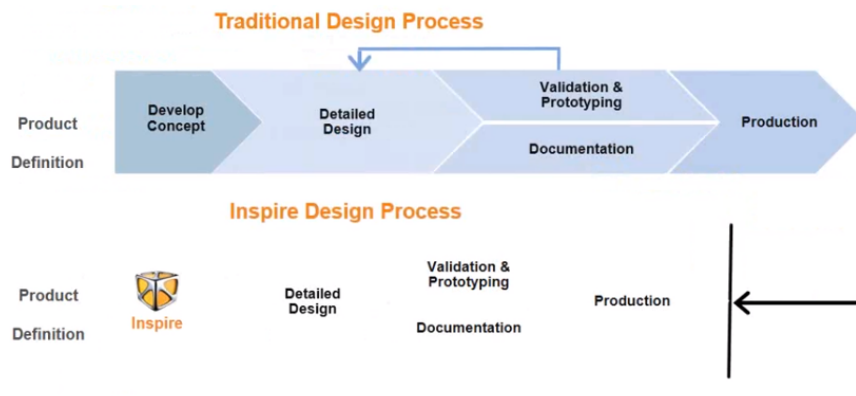 Traditional Design Process
Product
Definition
Develop
Concept
Detailed
Design
Validation &
Prototyping
Documentation
Production
Inspire Design Process
Product
Definition
Inspire
Detailed
Design
Validation &
Prototyping
Documentation
Production